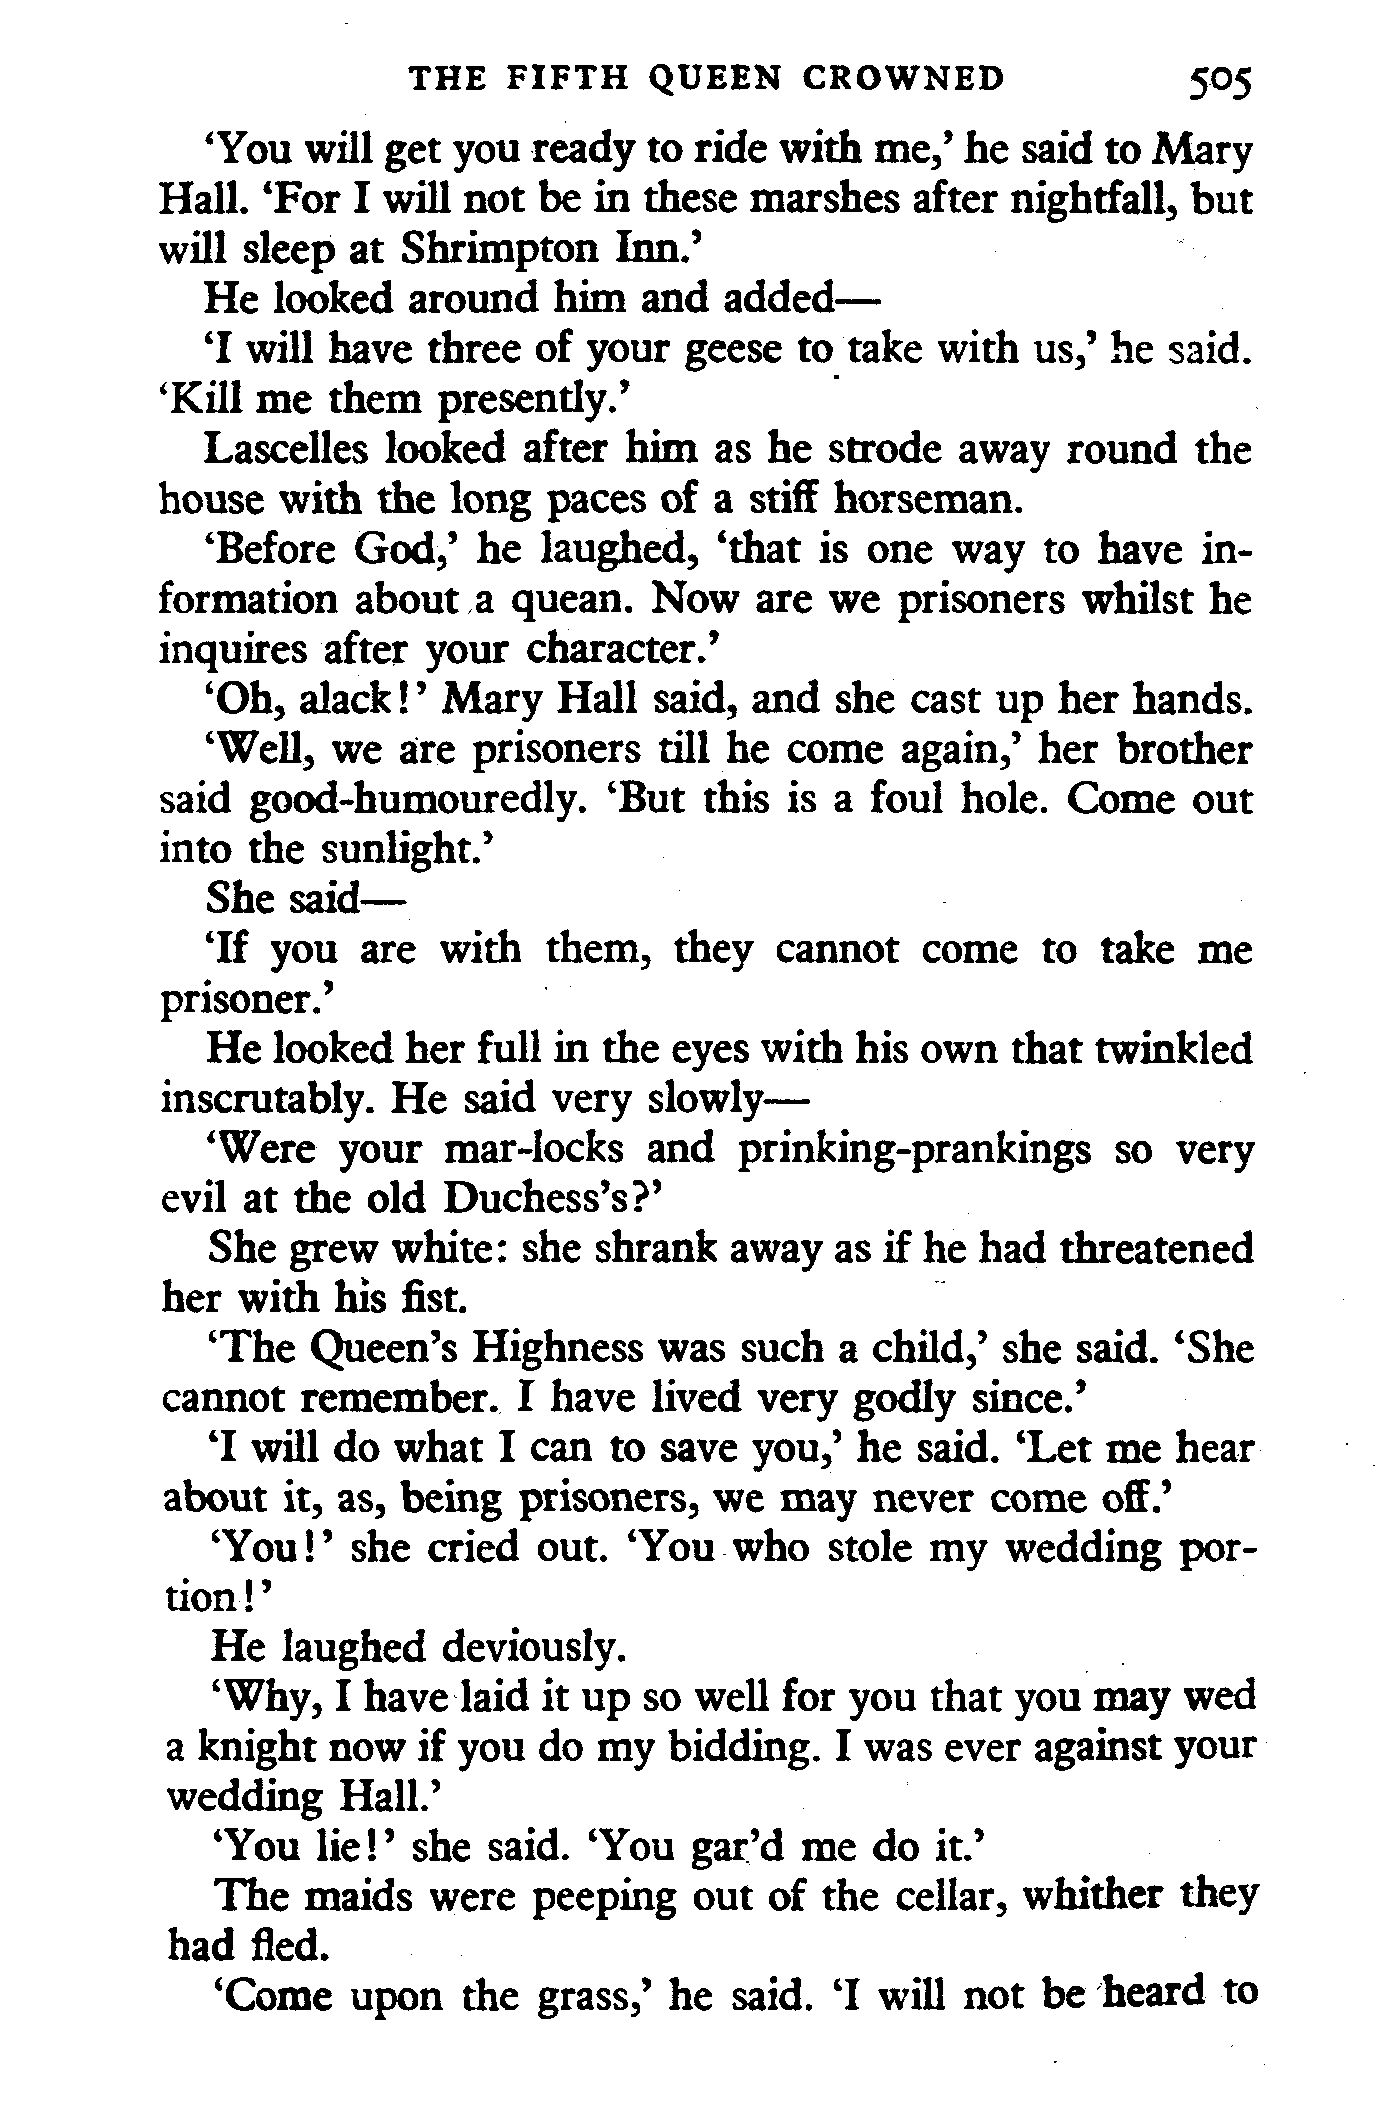 THE FIFTH QUEEN CROWNED 505
‘You will get you ready to ride with me,’ he said to Mary
Hall. ‘For I will not be in these marshes after nightfall, but
will sleep at Shrimpton Inn.’
He looked around him and added—
‘I will have three of your geese to take with us,’ he said.
‘Kill me them presently.’
Lascelles looked after him as he strode away round the
house with the long paces of a stiff horseman.
‘Before God,’ he laughed, ‘that is one way to have in-
formation about a quean. Now are we prisoners whilst he
inquires after your character.’
‘Oh, alack!’ Mary Hall said, and she cast up her hands.
‘Well, we are prisoners till he come again,’ her brother
said good-humouredly. ‘But this is a foul hole. Come out
into the sunlight.’
She said—
‘If you are with them, they cannot come to take me
prisoner.’
He looked her full in the eyes with his own that twinkled
inscrutably. He said very slowly—
‘Were your mar-locks and prinking-prankings so very
evil at the old Duchess’s?’
She grew white: she shrank away as if he had threatened
her with his fist.
‘The Queen’s Highness was such a child,’ she said. ‘She
cannot remember. I have lived very godly since.’
‘I will do what I can to save you,’ he said. ‘Let me hear
about it, as, being prisoners, we may never come off.’
‘You!’ she cried out. ‘You who stole my wedding por-
tion!’
He laughed deviously.
‘Why, I have laid it up so well for you that you may wed
a knight now if you do my bidding. I was ever against your
wedding Hall.’
‘You lie!’ she said. ‘You gar’d me do it.’
The maids were peeping out of the cellar, whither they
had fled.
‘Come upon the grass,’ he said. ‘I will not be heard to